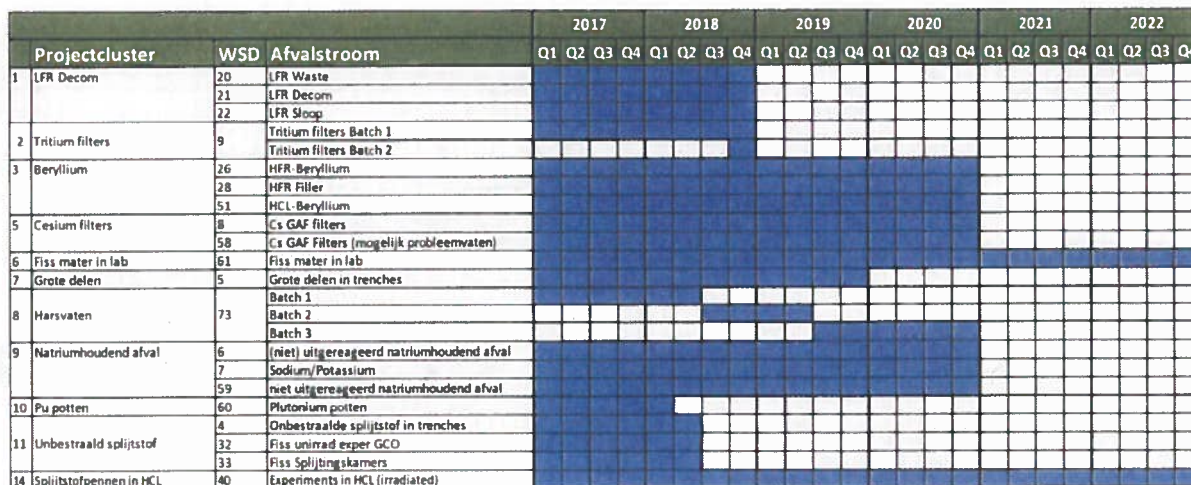 2017 2018 2019 2020 2021 2022
Projectcluster WSD Afvalstroom Q1 Q2 Q3 Q4 Q1 Q2 Q3 Q4 Q1 Q2 Q3 Q4 Q1 Q2 Q3 Q4 Q1 Q2 Q3 Q4 Q1 Q2 Q3
1 LFR Decom 20 LFR Waste
21 LFR Decom
22 LFR Sloop
2 Tritium filters 9 Tritium filters Batch 1
Tritium filters Batch 2
3 Beryllium 26 HFR-Beryllium
28 HFR Filler
51 HCL-Beryllium
5 Cesium filters 8 Cs GAF filters
58 Cs GAF Filters (mogelijk probleemvaten)
6 Fiss mater in lab 61 Fiss mater in lab
7 Grote delen 5 Grote delen in trenches
8 Harsvaten 73 Batch 1
Batch 2
Batch 3
9 Natriumhoudend afval 6 (niet) uitgereageerd natriumhoudend afval
7 Sodium/Potassium
59 niet uitgereageerd natriumhoudend afval
10 Pu potten 60 Plutonium potten
11 Unbestraald splijtstof 4 Onbestraalde splijtstof in trenches
32 Fiss unirrad exper GCO
33 Fiss Splijtingskamers
14 Splijtstofpennen in HCL 40 Experiments in HCL (irradiated)